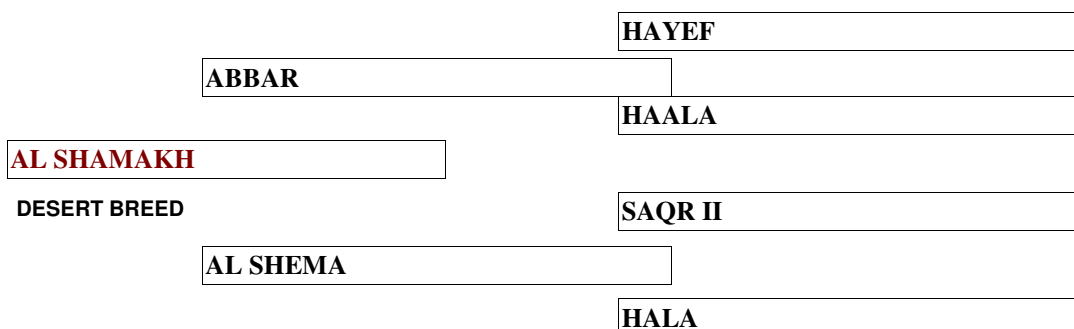 HAYEF
ABBAR
HAALA
AL SHAMAKH
DESERT BREED
SAQR II
AL SHEMA
HALA